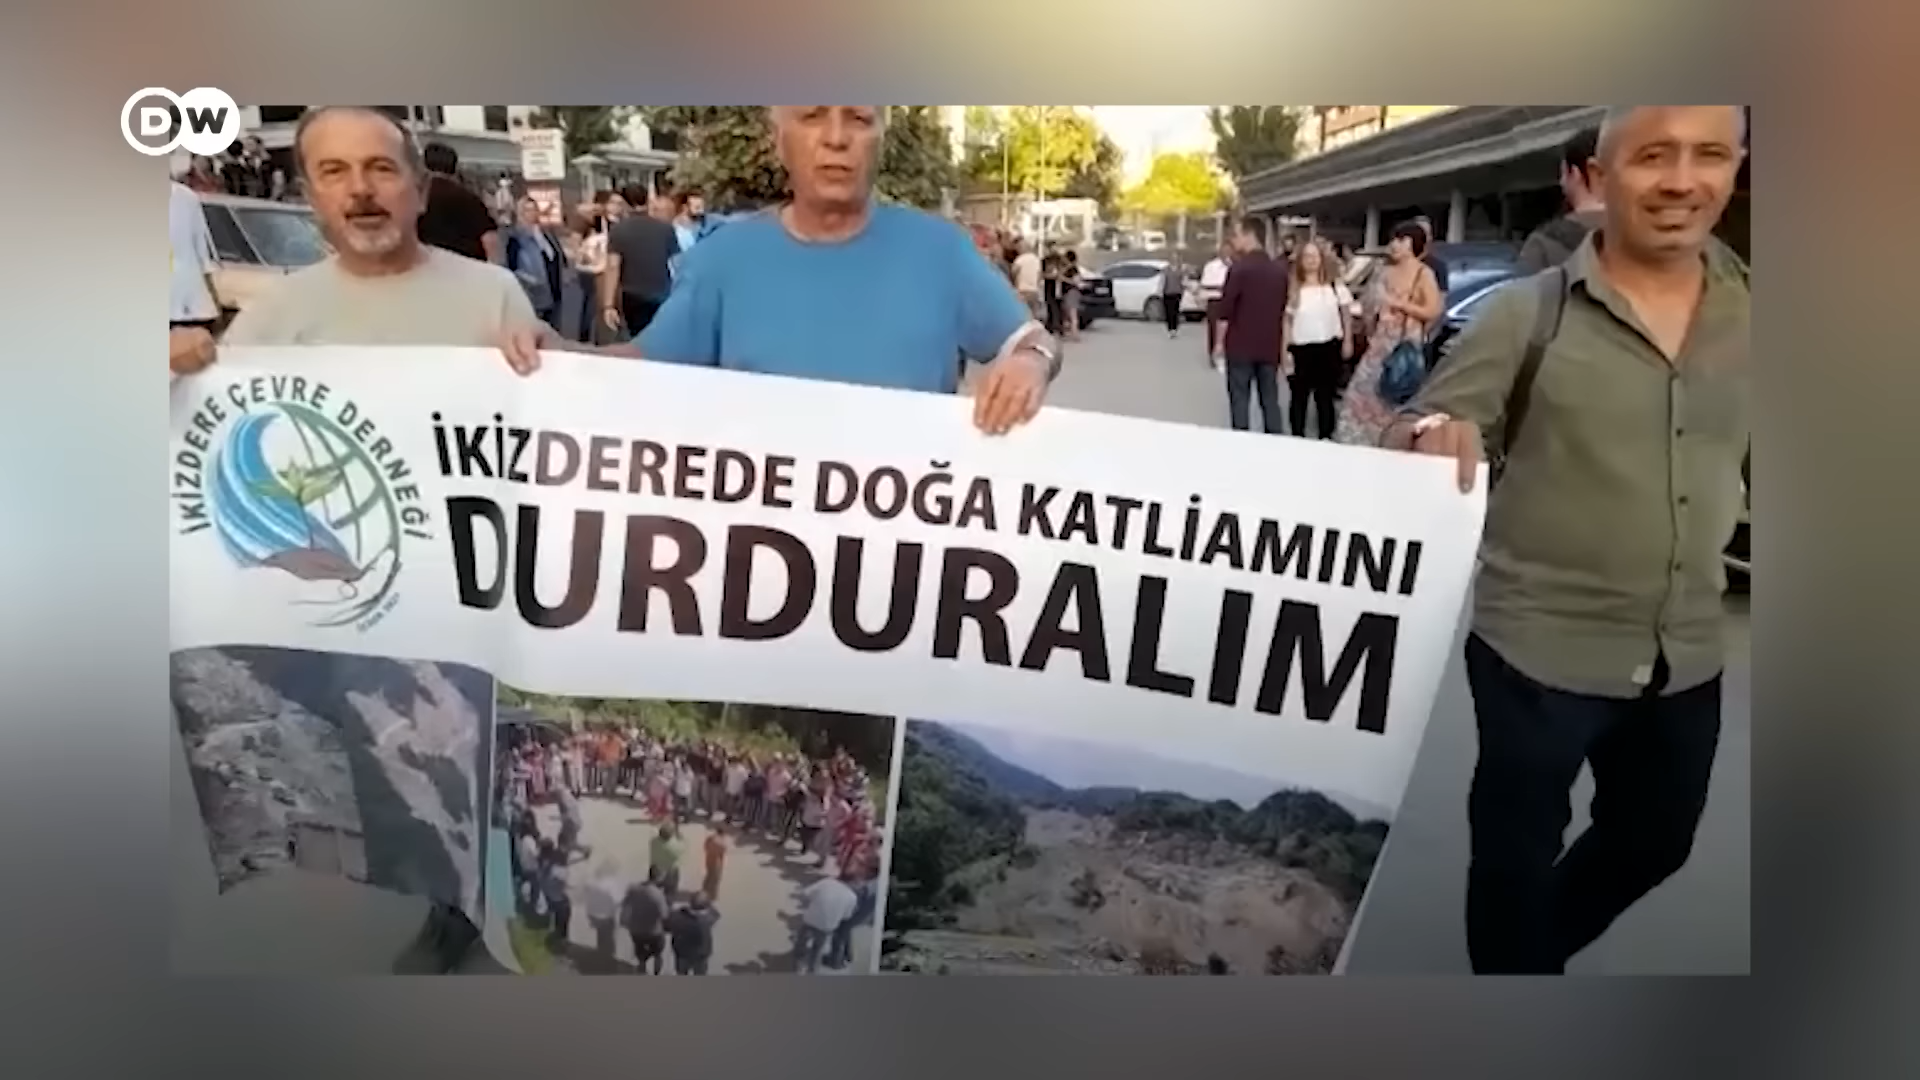 DW
İKİZDERE ÇEVRE DERNEĞİ
İKİZDEREDE DOĞA KATLİAMINI
DURDURALIM